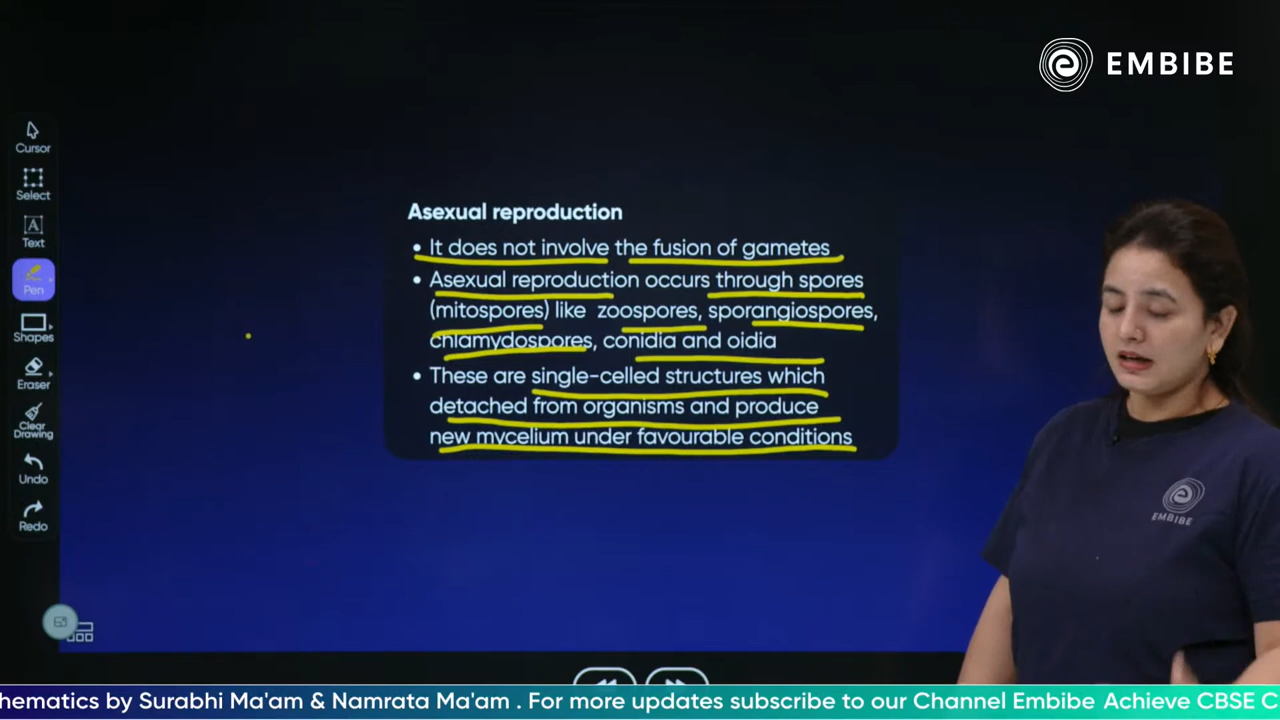 EMBIBE
Cursor
Select
Text
Pen
Shapes
Eraser
Clear
Drawing
Undo
Redo
Asexual reproduction
• It does not involve the fusion of gametes
• Asexual reproduction occurs through spores
(mitospores) like zoospores, sporangiospores,
chlamydospores, conidia and oidia
• These are single-celled structures which
detached from organisms and produce
new mycelium under favourable conditions
EMBIBE
hematics by Surabhi Ma'am & Namrata Ma'am . For more updates subscribe to our Channel Embibe Achieve CBSE C